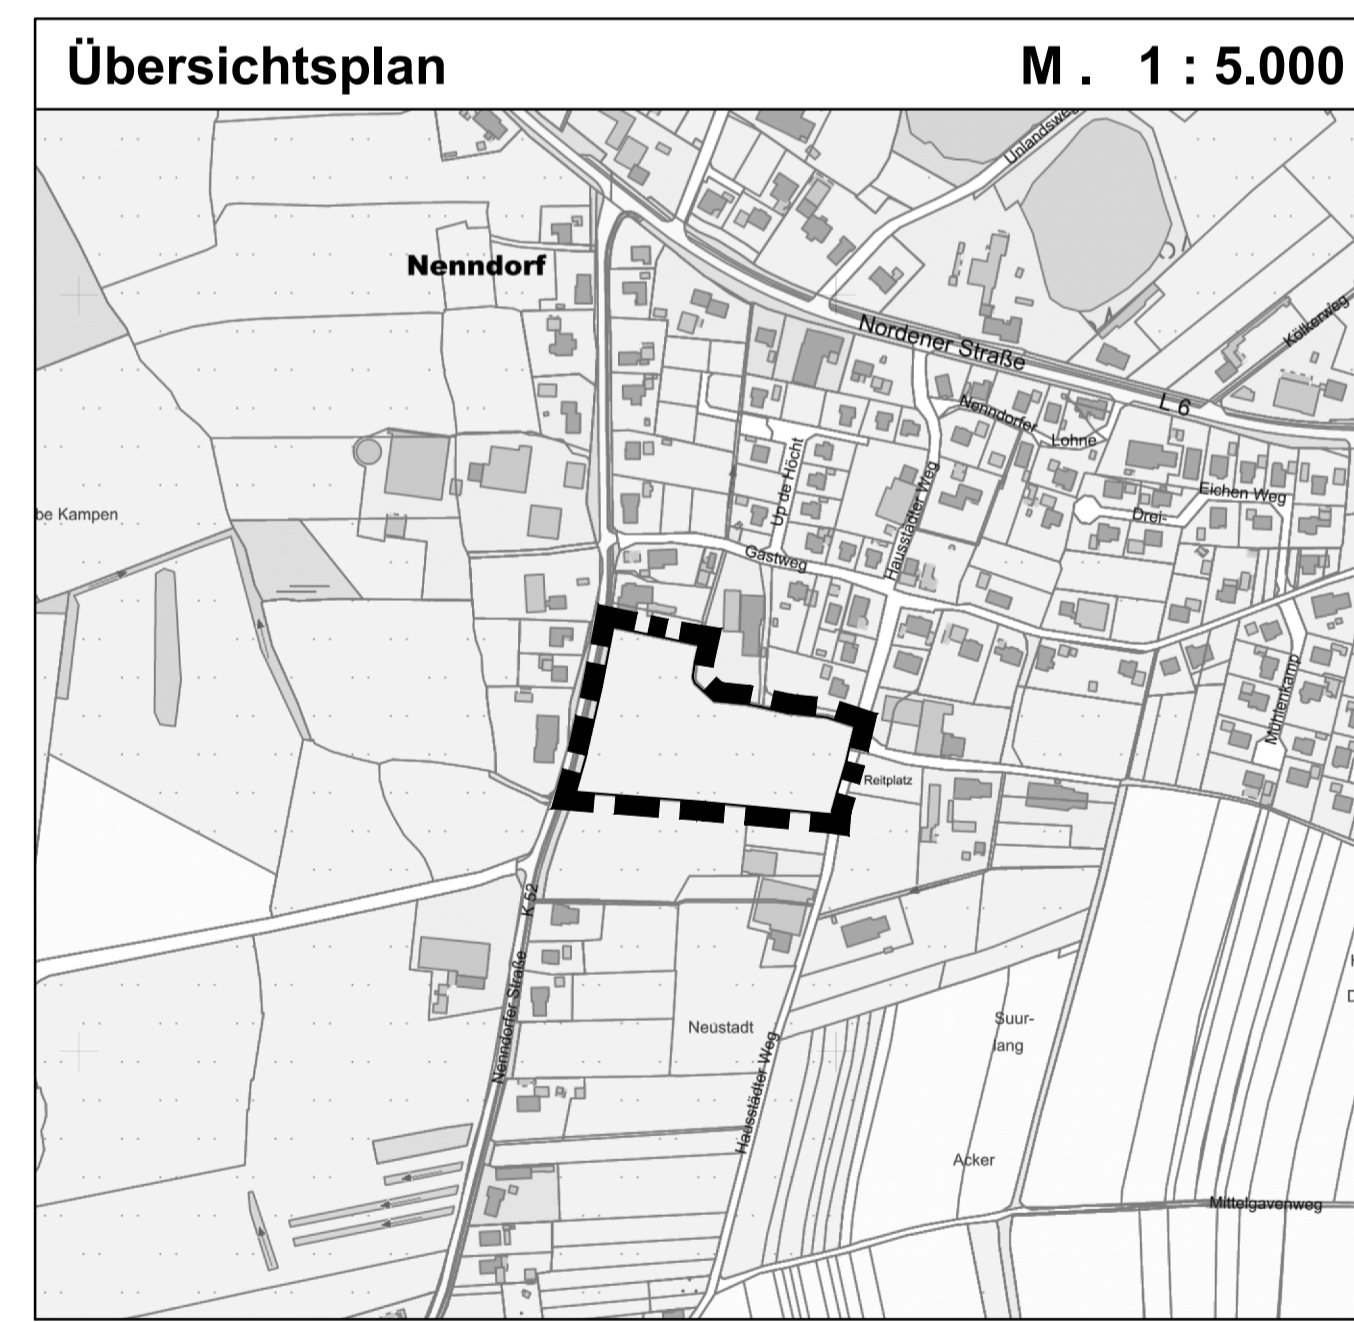 Übersichtsplan
M . 1 : 5.000
Unlandsweg
Nenndorf
Nordener Straße
L 6
Kölkerweg
Nenndorfer
Lohne
Up de Höcht
Hausstädter Weg
Eichen Weg
Drei-
be Kampen
Gastweg
Mühlenkamp
Reitplatz
K 52
Nenndorfer Straße
Neustadt
Hausstädter Weg
Suur-
lang
Acker
Mittelgavenweg